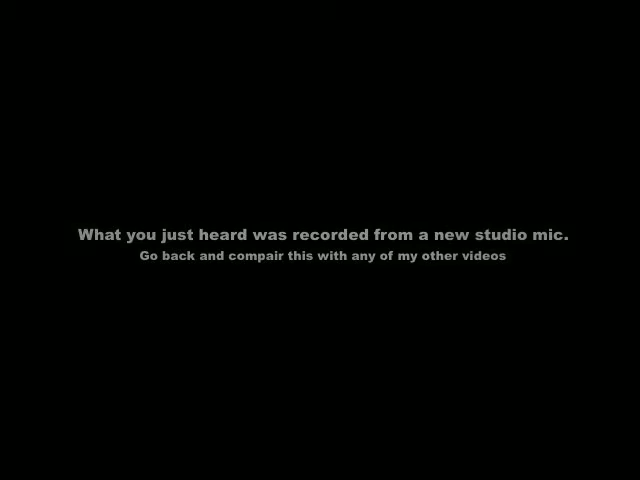 What you just heard was recorded from a new studio mic.
Go back and compair this with any of my other videos